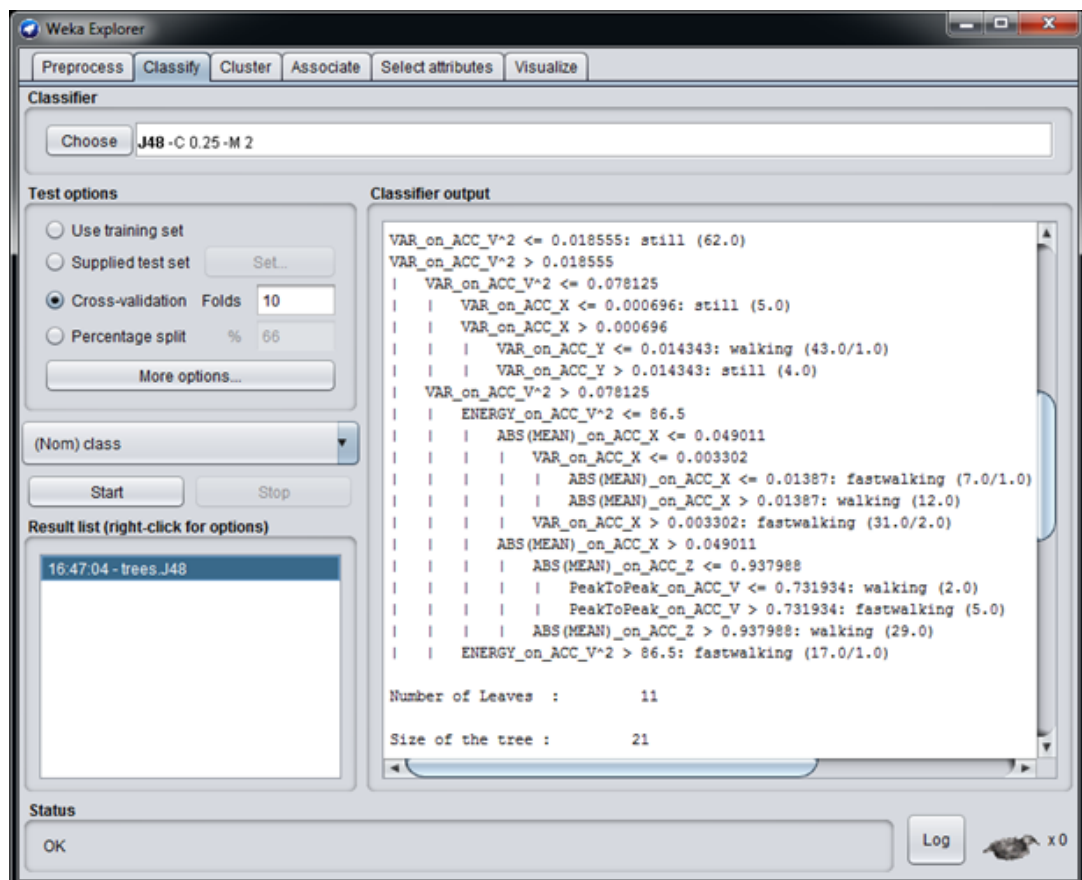 Weka Explorer
Preprocess Classify Cluster Associate Select attributes Visualize
Classifier
Choose J48 -C 0.25 -M 2
Test options
Use training set
Supplied test set Set...
Cross-validation Folds 10
Percentage split % 66
More options...
(Nom) class
Start Stop
Result list (right-click for options)
16:47:04 - trees.J48
Classifier output
VAR_on_ACC_V^2 <= 0.018555: still (62.0)
VAR_on_ACC_V^2 > 0.018555
| VAR_on_ACC_V^2 <= 0.078125
| | VAR_on_ACC_X <= 0.000696: still (5.0)
| | VAR_on_ACC_X > 0.000696
| | | VAR_on_ACC_Y <= 0.014343: walking (43.0/1.0)
| | | VAR_on_ACC_Y > 0.014343: still (4.0)
| VAR_on_ACC_V^2 > 0.078125
| | ENERGY_on_ACC_V^2 <= 86.5
| | | ABS(MEAN)_on_ACC_X <= 0.049011
| | | | VAR_on_ACC_X <= 0.003302
| | | | | ABS(MEAN)_on_ACC_X <= 0.01387: fastwalking (7.0/1.0)
| | | | | ABS(MEAN)_on_ACC_X > 0.01387: walking (12.0)
| | | | VAR_on_ACC_X > 0.003302: fastwalking (31.0/2.0)
| | | ABS(MEAN)_on_ACC_X > 0.049011
| | | | ABS(MEAN)_on_ACC_Z <= 0.937988
| | | | | PeakToPeak_on_ACC_V <= 0.731934: walking (2.0)
| | | | | PeakToPeak_on_ACC_V > 0.731934: fastwalking (5.0)
| | | | ABS(MEAN)_on_ACC_Z > 0.937988: walking (29.0)
| | ENERGY_on_ACC_V^2 > 86.5: fastwalking (17.0/1.0)
Number of Leaves : 11
Size of the tree : 21
Status
OK
Log x 0